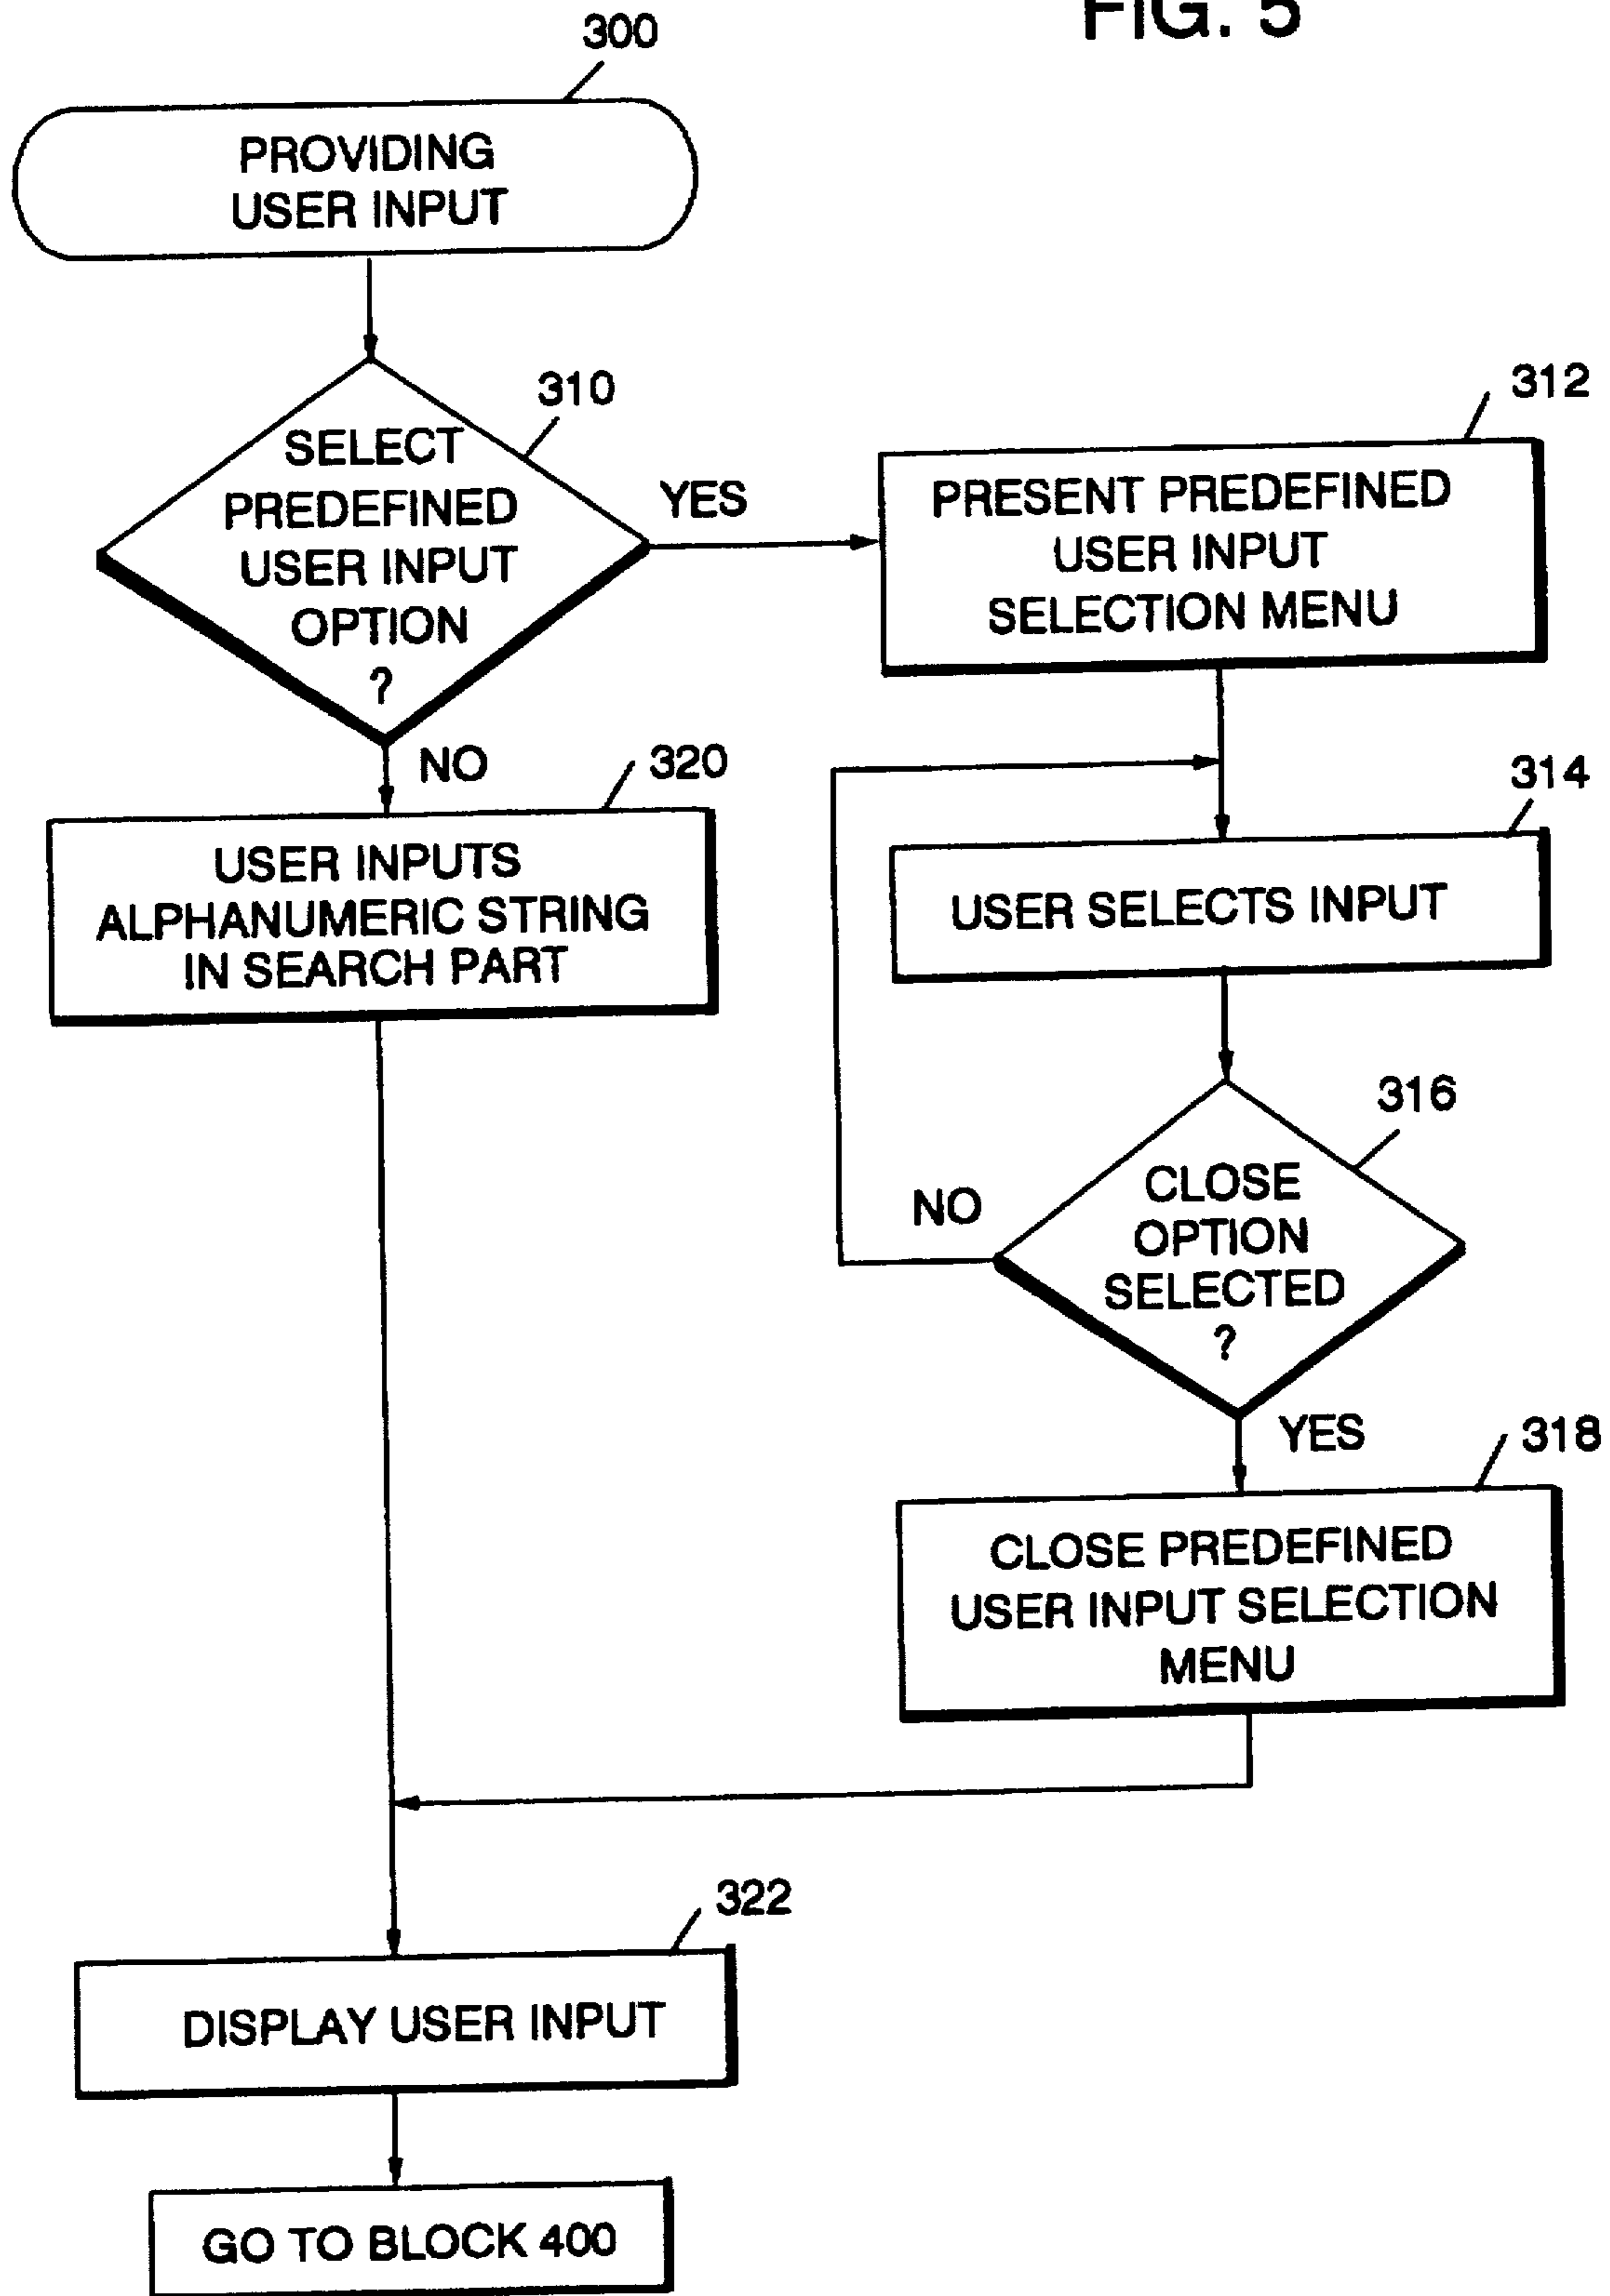 FIG. 5
300
PROVIDING
USER INPUT
310
SELECT
PREDEFINED
USER INPUT
OPTION
?
YES
NO
312
PRESENT PREDEFINED
USER INPUT
SELECTION MENU
320
USER INPUTS
ALPHANUMERIC STRING
IN SEARCH PART
314
USER SELECTS INPUT
316
CLOSE
OPTION
SELECTED
?
NO
YES
318
CLOSE PREDEFINED
USER INPUT SELECTION
MENU
322
DISPLAY USER INPUT
GO TO BLOCK 400